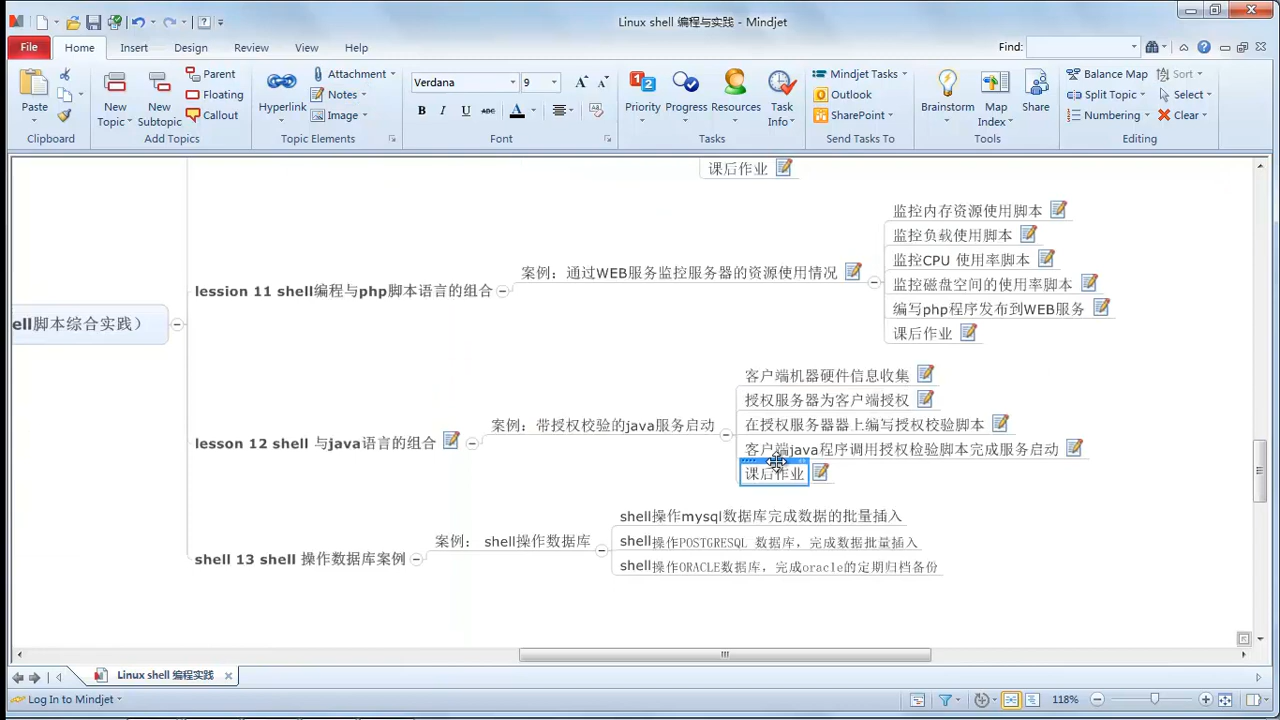 Linux shell 编程与实践 - Mindjet
File
Home
Insert
Design
Review
View
Help
Find:
Paste
New Topic
New Subtopic
Parent
Floating
Callout
Hyperlink
Attachment
Notes
Image
Verdana
9
B I U abc A
Priority
Progress
Resources
Task Info
Mindjet Tasks
Outlook
SharePoint
Brainstorm
Map Index
Share
Balance Map
Split Topic
Numbering
Sort
Select
Clear
Clipboard
Add Topics
Topic Elements
Font
Tasks
Send Tasks To
Tools
Editing
课后作业
ell脚本综合实践）
lession 11 shell编程与php脚本语言的组合
案例：通过WEB服务监控服务器的资源使用情况
监控内存资源使用脚本
监控负载使用脚本
监控CPU 使用率脚本
监控磁盘空间的使用率脚本
编写php程序发布到WEB服务
课后作业
lesson 12 shell 与java语言的组合
案例：带授权校验的java服务启动
客户端机器硬件信息收集
授权服务器为客户端授权
在授权服务器器上编写授权校验脚本
客户端java程序调用授权检验脚本完成服务启动
课后作业
shell 13 shell 操作数据库案例
案例： shell操作数据库
shell操作mysql数据库完成数据的批量插入
shell操作POSTGRESQL 数据库，完成数据批量插入
shell操作ORACLE数据库，完成oracle的定期归档备份
Linux shell 编程实践
Log In to Mindjet
118%